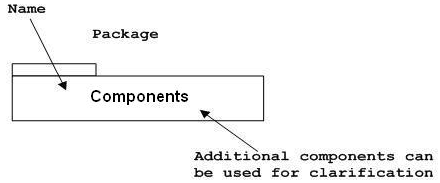 Name
Package
Components
Additional components can
be used for clarification